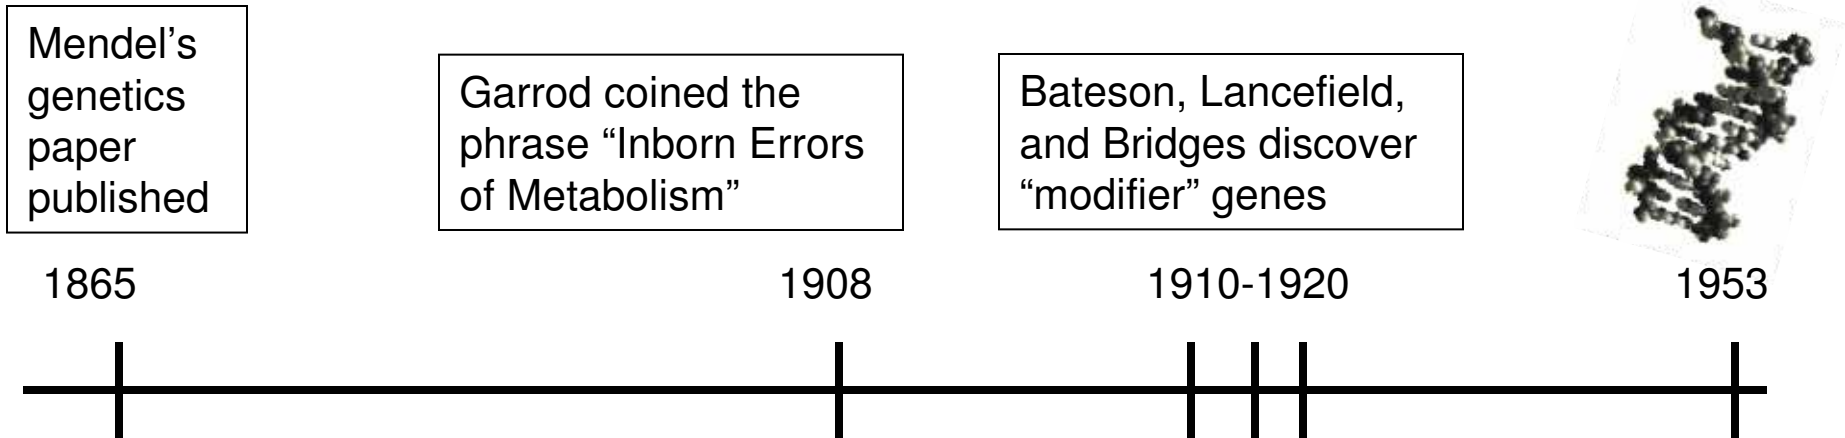 Mendel’s
genetics
paper
published
Garrod coined the
phrase “Inborn Errors
of Metabolism”
Bateson, Lancefield,
and Bridges discover
“modifier” genes
1865
1908
1910-1920
1953